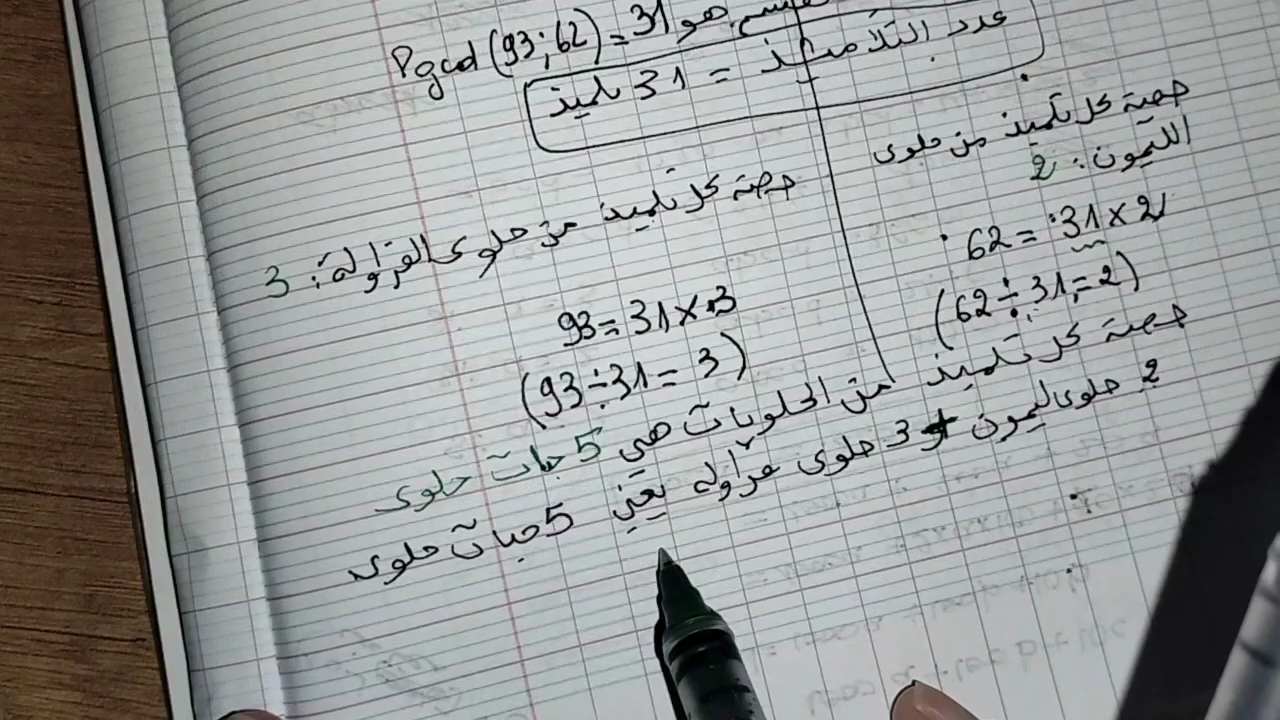 هو Pgcd (93;62) = 31
عدد التلاميذ = 31 تلميذ
حصة كل تلميذ من حلوى
الليمون: 2
62 = 31 × 2
(62 ÷ 31 = 2)
حصة كل تلميذ من حلوى الفراولة: 3
93 = 31 × 3
(93 ÷ 31 = 3)
حصة كل تلميذ من الحلويات هي 5 حبات حلوى
2 حلوى ليمون + 3 حلوى فراولة يعني 5 حبات حلوى